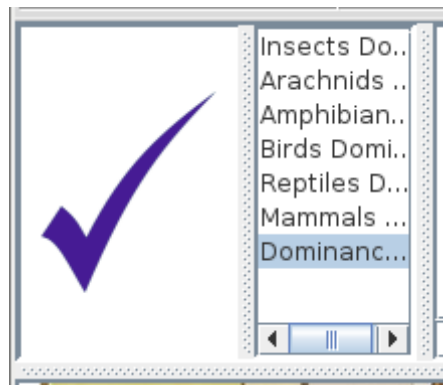 Insects Do..
Arachnids ..
Amphibian..
Birds Domi..
Reptiles D...
Mammals ...
Dominanc...